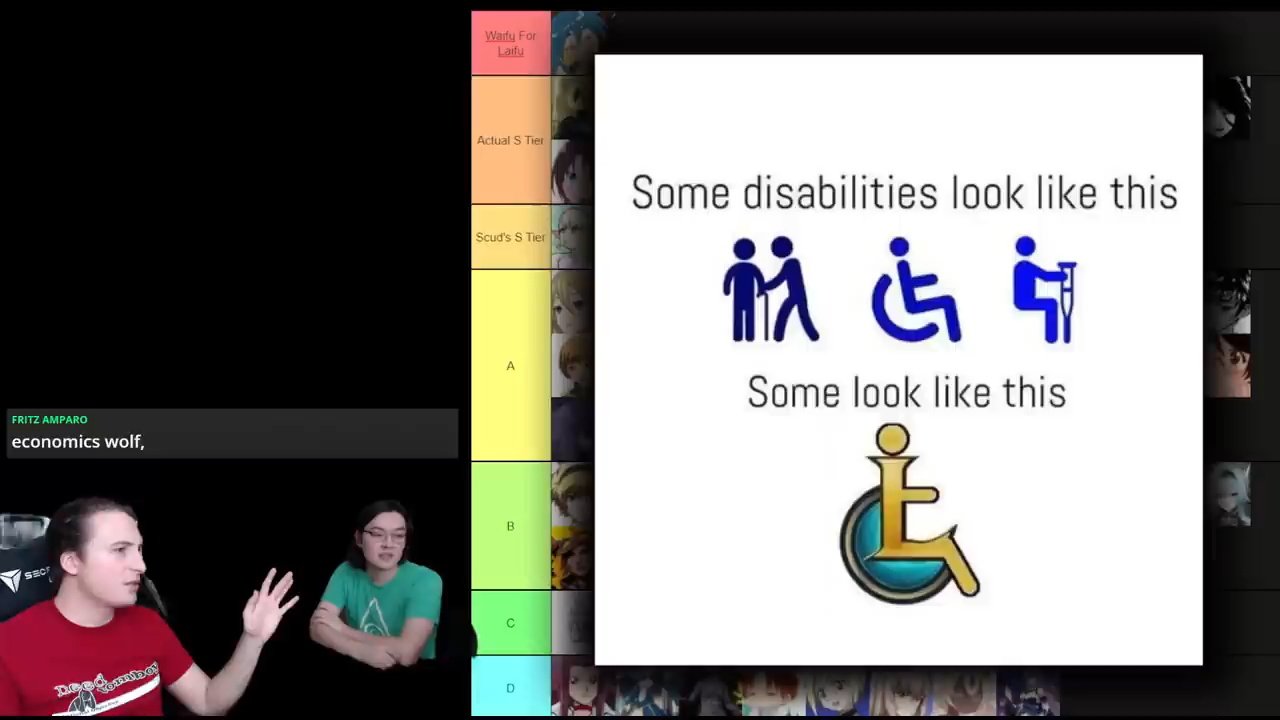 Waifu For
Laifu
Actual S Tier
Scud's S Tier
A
B
C
D
Some disabilities look like this
Some look like this
FRITZ AMPARO
economics wolf,
need